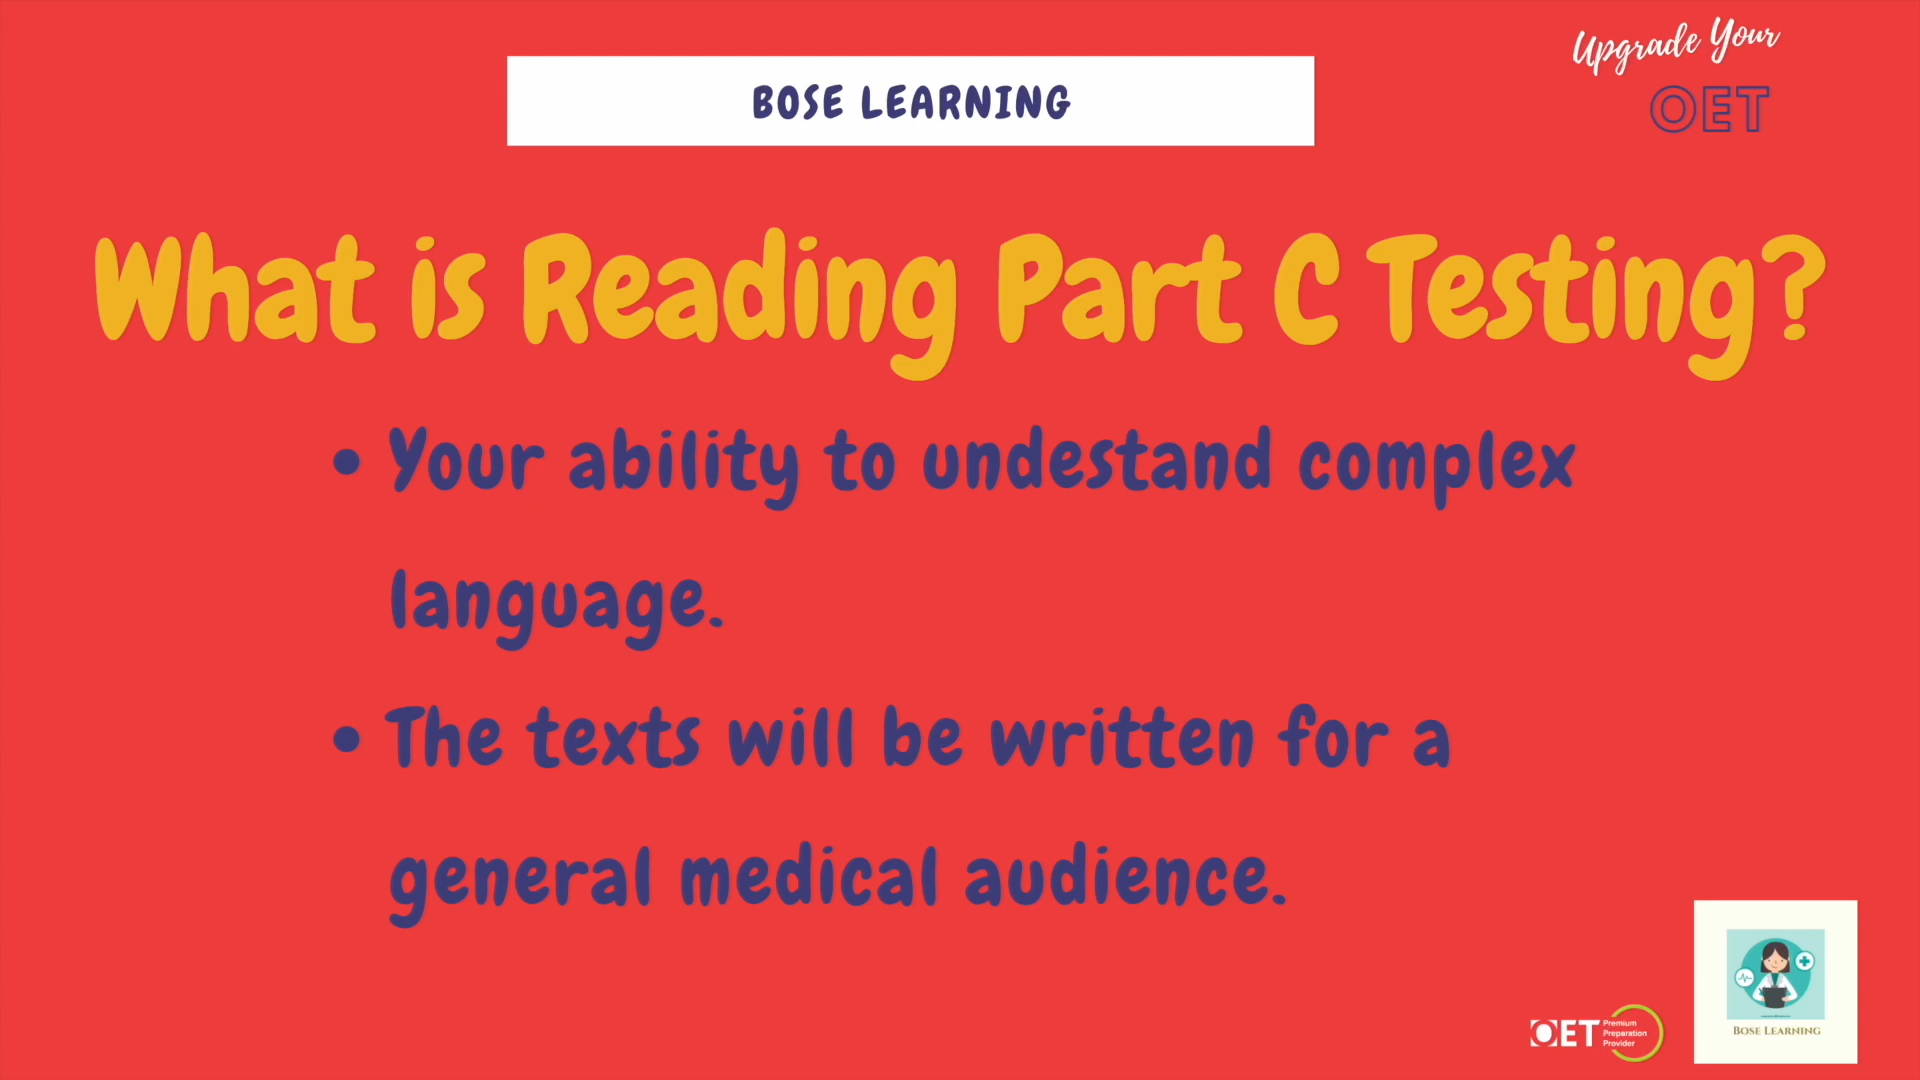 Upgrade Your
OET
BOSE LEARNING
What is Reading Part C Testing?
• Your ability to undestand complex
language.
• The texts will be written for a
general medical audience.
OET Premium
Preparation
Provider
BOSE LEARNING